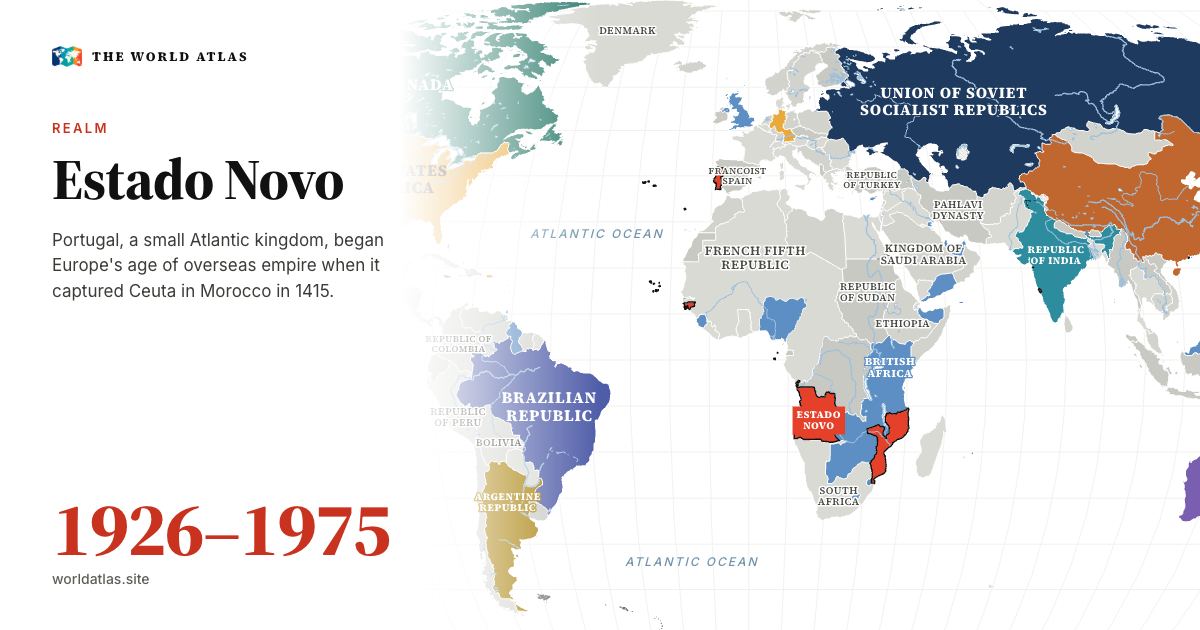 THE WORLD ATLAS
REALM
Estado Novo
Portugal, a small Atlantic kingdom, began
Europe's age of overseas empire when it
captured Ceuta in Morocco in 1415.
1926–1975
worldatlas.site
DENMARK
NADA
UNION OF SOVIET
SOCIALIST REPUBLICS
ATES
ICA
FRANCOIST
SPAIN
REPUBLIC
OF TURKEY
PAHLAVI
DYNASTY
ATLANTIC OCEAN
FRENCH FIFTH
REPUBLIC
KINGDOM OF
SAUDI ARABIA
REPUBLIC
OF INDIA
REPUBLIC
OF SUDAN
ETHIOPIA
REPUBLIC OF
COLOMBIA
BRITISH
AFRICA
BRAZILIAN
REPUBLIC
REPUBLIC
OF PERU
ESTADO
NOVO
BOLIVIA
ARGENTINE
REPUBLIC
SOUTH
AFRICA
ATLANTIC OCEAN